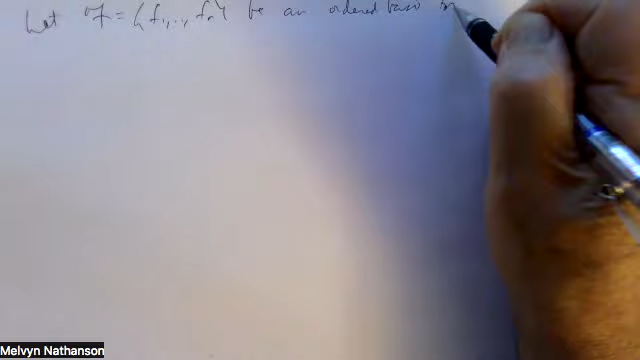 Let F = {f₁, ..., fₙ} be an ordered basis
Melvyn Nathanson